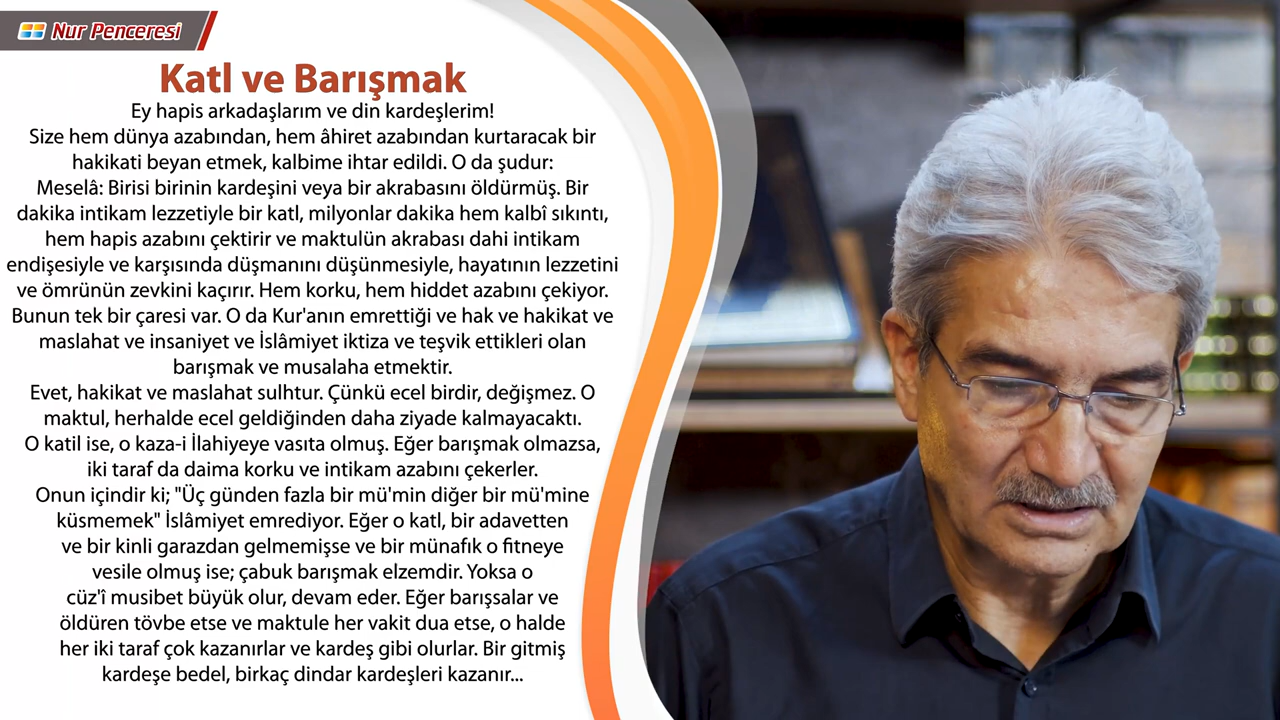 Nur Penceresi
Katl ve Barışmak
Ey hapis arkadaşlarım ve din kardeşlerim!
Size hem dünya azabından, hem âhiret azabından kurtaracak bir
hakikati beyan etmek, kalbime ihtar edildi. O da şudur:
Meselâ: Birisi birinin kardeşini veya bir akrabasını öldürmüş. Bir
dakika intikam lezzetiyle bir katl, milyonlar dakika hem kalbî sıkıntı,
hem hapis azabını çektirir ve maktulün akrabası dahi intikam
endişesiyle ve karşısında düşmanını düşünmesiyle, hayatının lezzetini
ve ömrünün zevkini kaçırır. Hem korku, hem hiddet azabını çekiyor.
Bunun tek bir çaresi var. O da Kur'anın emrettiği ve hak ve hakikat ve
maslahat ve insaniyet ve İslâmiyet iktiza ve teşvik ettikleri olan
barışmak ve musalaha etmektir.
Evet, hakikat ve maslahat sulhtur. Çünkü ecel birdir, değişmez. O
maktul, herhalde ecel geldiğinden daha ziyade kalmayacaktı.
O katil ise, o kaza-i İlahiyeye vasıta olmuş. Eğer barışmak olmazsa,
iki taraf da daima korku ve intikam azabını çekerler.
Onun içindir ki; "Üç günden fazla bir mü'min diğer bir mü'mine
küsmemek" İslâmiyet emrediyor. Eğer o katl, bir adavetten
ve bir kinli garazdan gelmemişse ve bir münafık o fitneye
vesile olmuş ise; çabuk barışmak elzemdir. Yoksa o
cüz'î musibet büyük olur, devam eder. Eğer barışsalar ve
öldüren tövbe etse ve maktule her vakit dua etse, o halde
her iki taraf çok kazanırlar ve kardeş gibi olurlar. Bir gitmiş
kardeşe bedel, birkaç dindar kardeşleri kazanır...